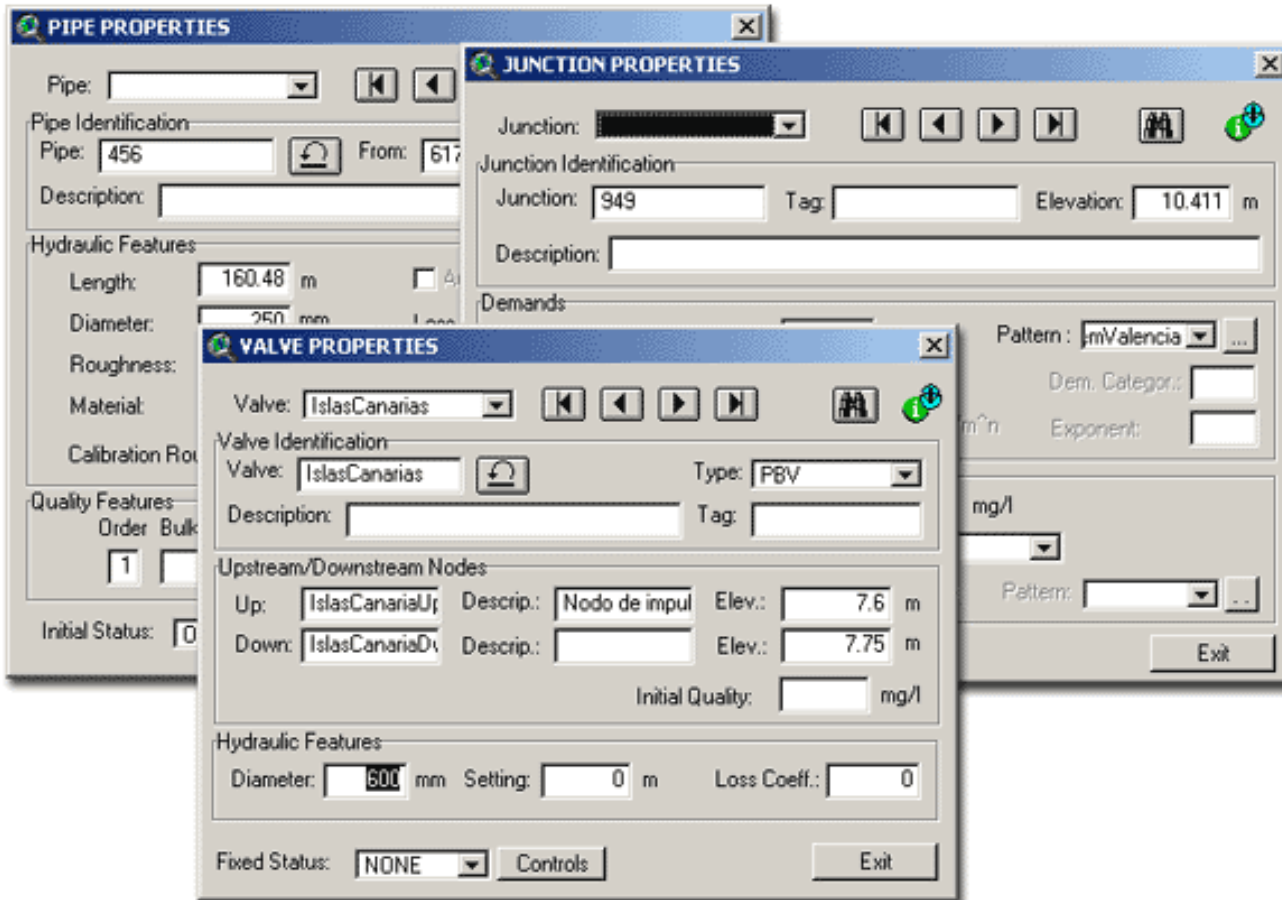 PIPE PROPERTIES
Pipe:
Pipe Identification
Pipe: 456 From: 617
Description:
Hydraulic Features
Length: 160.48 m
Diameter: 250 mm
Roughness:
Material:
Calibration Rou
Quality Features
Order Bulk
1
Initial Status:
JUNCTION PROPERTIES
Junction:
Junction Identification
Junction: 949 Tag: Elevation: 10.411 m
Description:
Demands
Pattern : emValencia ...
Dem. Categor.:
m^n Exponent:
mg/l
Pattern: . .
Exit
VALVE PROPERTIES
Valve: IslasCanarias
Valve Identification
Valve: IslasCanarias Type: PBV
Description: Tag:
Upstream/Downstream Nodes
Up: IslasCanariaUp Descrip.: Nodo de impul Elev.: 7.6 m
Down: IslasCanariaDv Descrip.: Elev.: 7.75 m
Initial Quality: mg/l
Hydraulic Features
Diameter: 600 mm Setting: 0 m Loss Coeff.: 0
Fixed Status: NONE Controls Exit